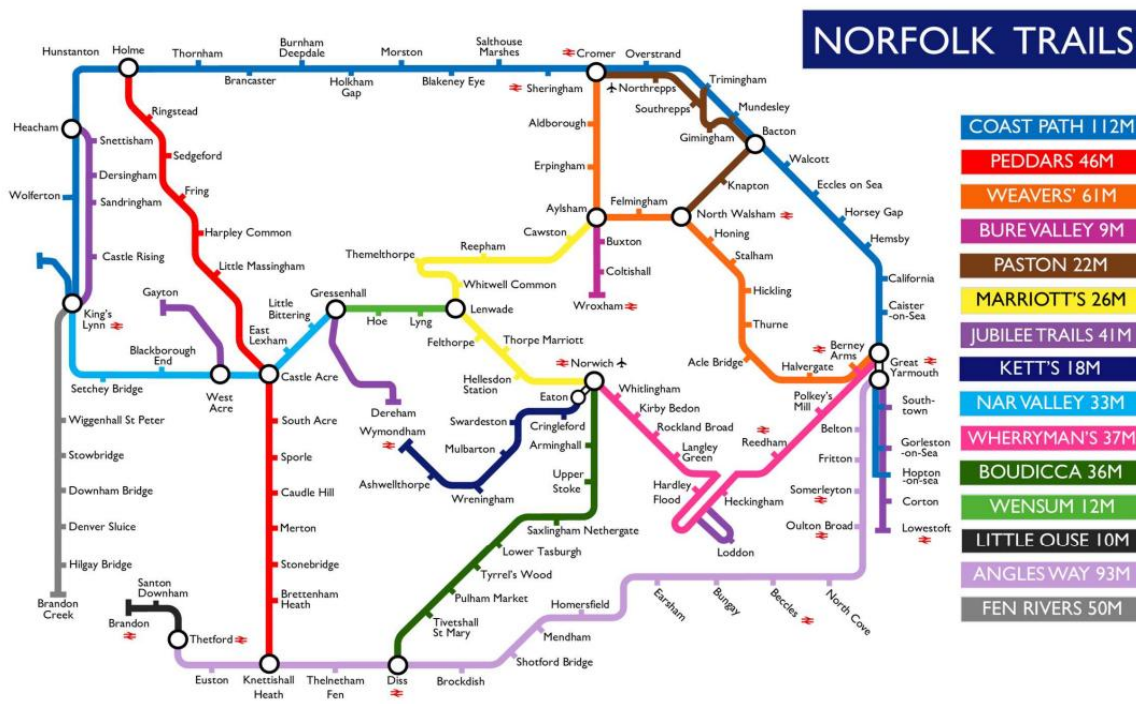 NORFOLK TRAILS
COAST PATH 112M
PEDDARS 46M
WEAVERS' 61M
BURE VALLEY 9M
PASTON 22M
MARRIOTT'S 26M
JUBILEE TRAILS 41M
KETT'S 18M
NAR VALLEY 33M
WHERRYMAN'S 37M
BOUDICCA 36M
WENSUM 12M
LITTLE OUSE 10M
ANGLES WAY 93M
FEN RIVERS 50M
Hunstanton
Holme
Thornham
Burnham
Deepdale
Brancaster
Holkham
Gap
Morston
Blakeney Eye
Salthouse
Marshes
Sheringham
Cromer
Overstrand
Northrepps
Trimingham
Southrepps
Mundesley
Gimingham
Bacton
Walcott
Knapton
Eccles on Sea
Horsey Gap
Hemsby
California
Caister
-on-Sea
Heacham
Snettisham
Dersingham
Wolferton
Sandringham
Castle Rising
King's
Lynn
Ringstead
Sedgeford
Fring
Harpley Common
Little Massingham
Gayton
East
Lexham
Little
Bittering
Gressenhall
Blackborough
End
Setchey Bridge
West
Acre
Castle Acre
Aldborough
Erpingham
Aylsham
Felmingham
North Walsham
Cawston
Reepham
Themelthorpe
Whitwell Common
Buxton
Coltishall
Wroxham
Honing
Stalham
Hickling
Thurne
Acle Bridge
Halvergate
Berney
Arms
Great
Yarmouth
Hoe
Lyng
Lenwade
Felthorpe
Thorpe Marriott
Hellesdon
Station
Norwich
Dereham
Wymondham
Eaton
Swardeston
Cringleford
Mulbarton
Ashwellthorpe
Wreningham
Whitlingham
Kirby Bedon
Rockland Broad
Langley
Green
Hardley
Flood
Heckingham
Loddon
Reedham
Polkey's
Mill
Arminghall
Upper
Stoke
Saxlingham Nethergate
Lower Tasburgh
Tyrrel's Wood
Pulham Market
Tivetshall
St Mary
Belton
Fritton
Somerleyton
Oulton Broad
South-
town
Gorleston
-on-Sea
Hopton
-on-sea
Corton
Lowestoft
Wiggenhall St Peter
Stowbridge
Downham Bridge
Denver Sluice
Hilgay Bridge
Brandon
Creek
South Acre
Sporle
Caudle Hill
Merton
Stonebridge
Brettenham
Heath
Santon
Downham
Brandon
Thetford
Euston
Knettishall
Heath
Thelnetham
Fen
Diss
Brockdish
Shotford Bridge
Mendham
Homersfield
Earsham
Bungay
Beccles
North Cove